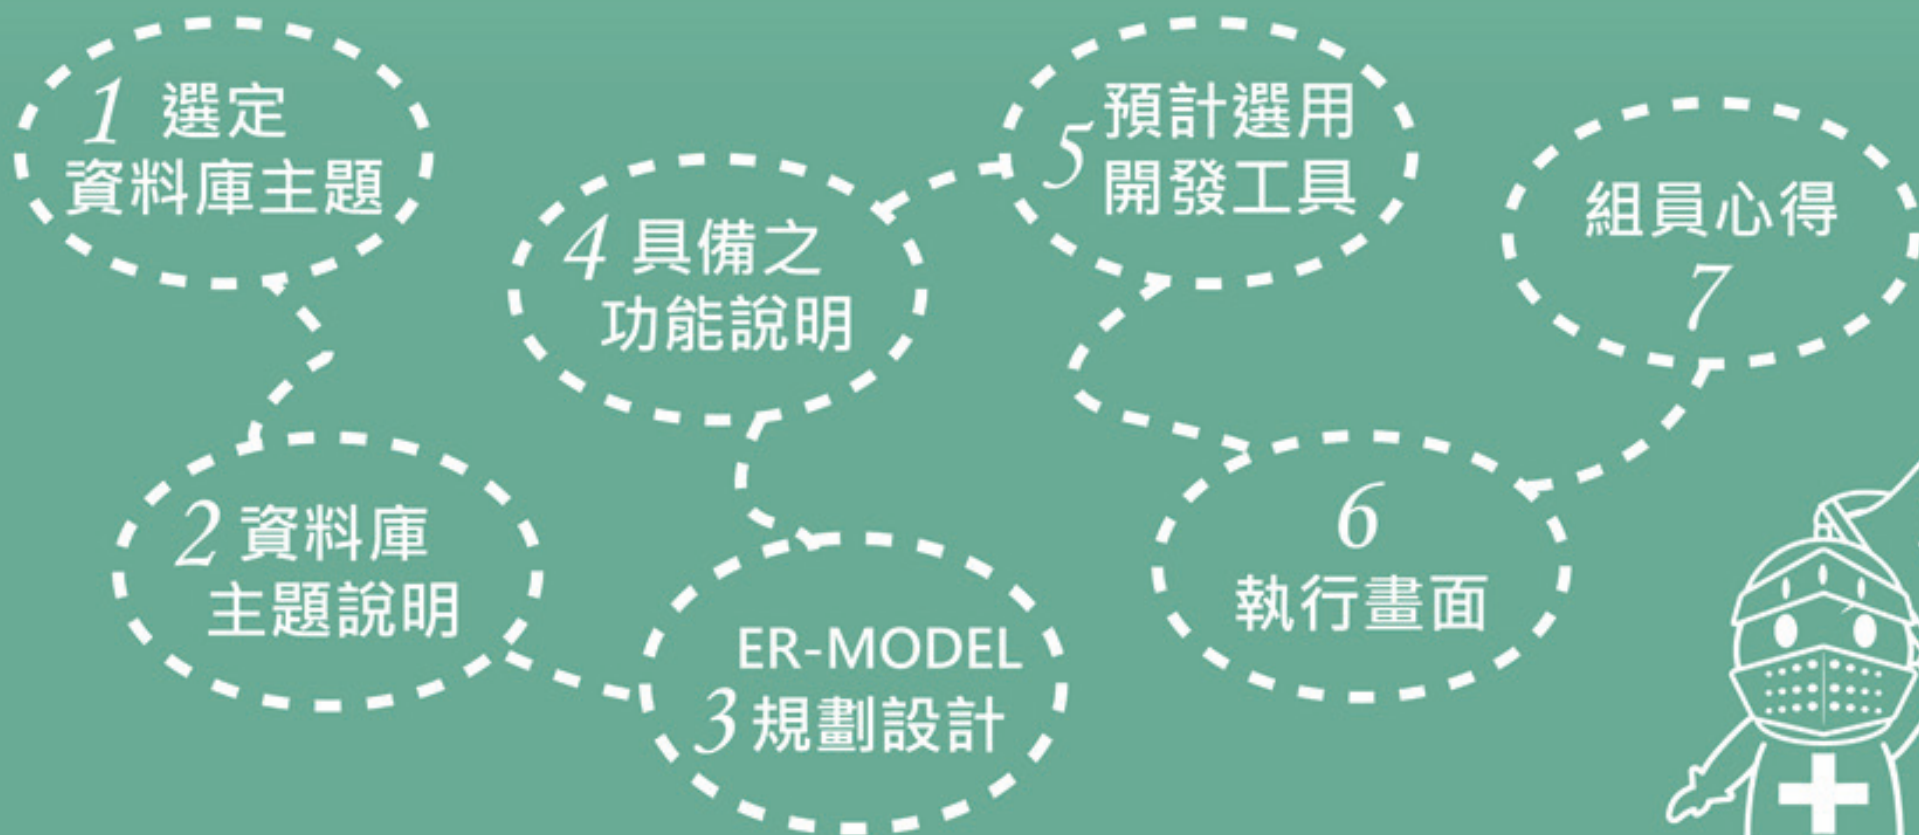 1 選定
資料庫主題
2 資料庫
主題說明
ER-MODEL
3 規劃設計
4 具備之
功能說明
5 預計選用
開發工具
6
執行畫面
組員心得
7